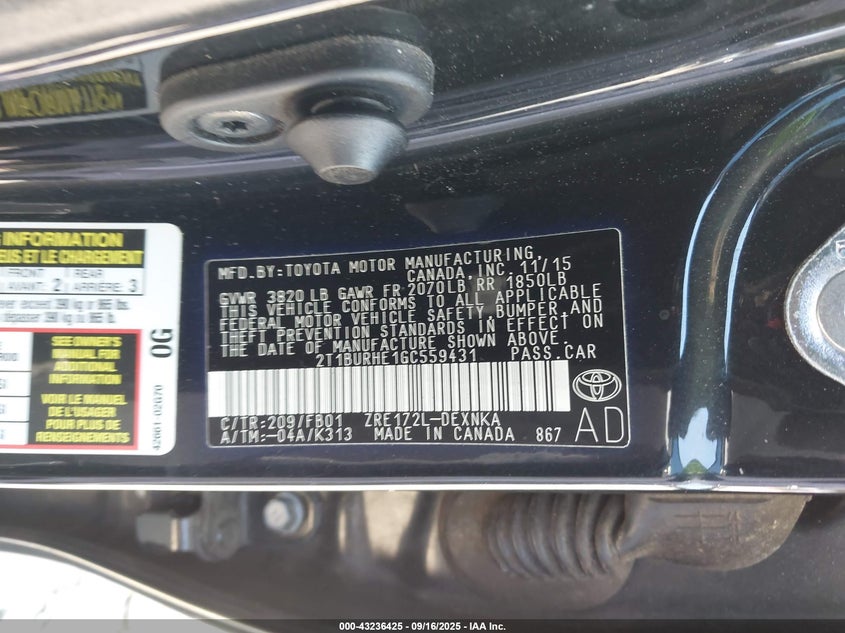 G INFORMATION
FRONT
AVANT 2
REAR
ARRIÈRE 3
SEE OWNER'S
MANUAL FOR
ADDITIONAL
INFORMATION
VOIR LE MANUEL
DE L'USAGER
POUR PLUS DE
RENSEIGNEMENTS
0G
42661-02G70
MFD.BY:TOYOTA MOTOR MANUFACTURING,
CANADA,INC. 11/15
GVWR 3820 LB GAWR FR 2070LB RR 1850LB
THIS VEHICLE CONFORMS TO ALL APPLICABLE
FEDERAL MOTOR VEHICLE SAFETY,BUMPER,AND
THEFT PREVENTION STANDARDS IN EFFECT ON
THE DATE OF MANUFACTURE SHOWN ABOVE.
2T1BURHE1GC559431 PASS.CAR
C/TR:209/FB01 ZRE172L-DEXNKA
A/TM:-04A/K313 MADE IN CANADA 867
AD
000-43236425 - 09/16/2025 - IAA Inc.